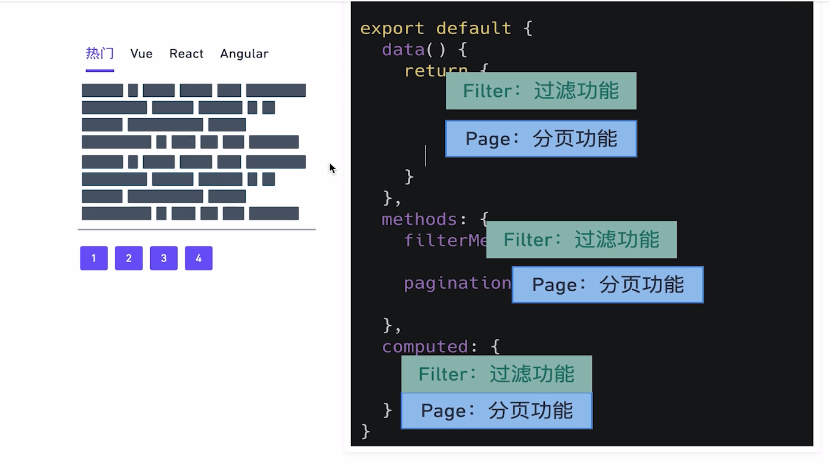 热门 Vue React Angular
1 2 3 4
export default {
data() {
return {
Filter：过滤功能
Page：分页功能
}
},
methods: {
filterMe Filter：过滤功能
pagination Page：分页功能
},
computed: {
Filter：过滤功能
} Page：分页功能
}